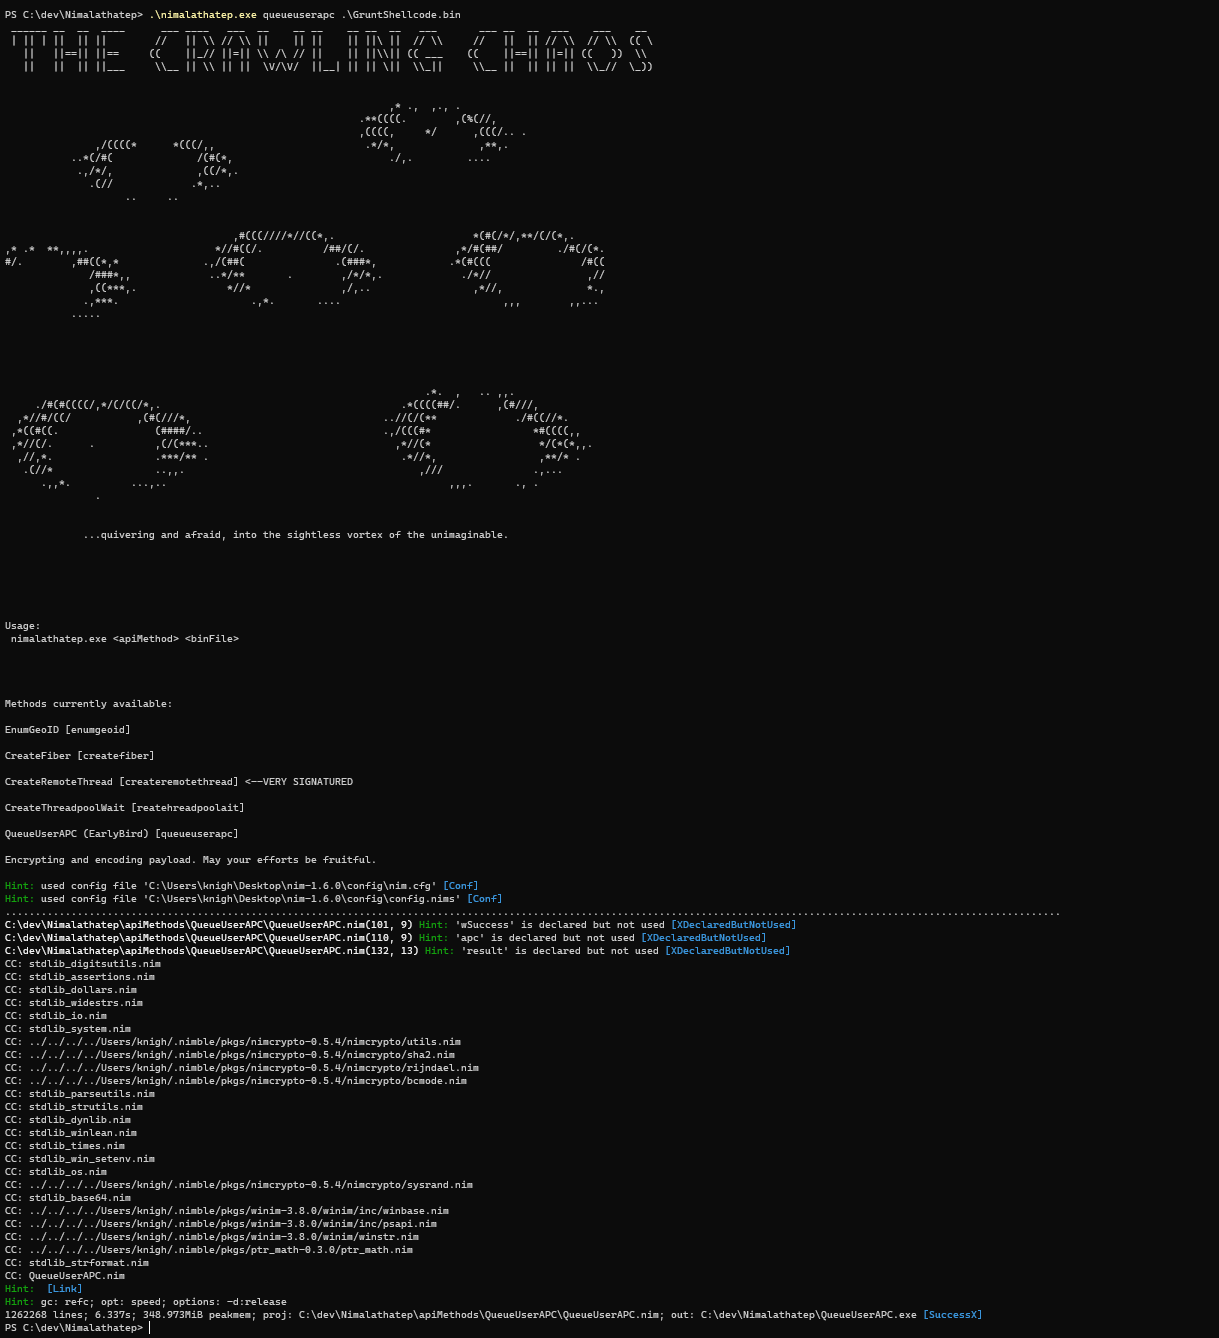 PS C:\dev\Nimalathatep> .\nimalathatep.exe queueuserapc .\GruntShellcode.bin
THE CRAWLING CHAOS
...quivering and afraid, into the sightless vortex of the unimaginable.
Usage:
nimalathatep.exe <apiMethod> <binFile>
Methods currently available:
EnumGeoID [enumgeoid]
CreateFiber [createfiber]
CreateRemoteThread [createremotethread] <--VERY SIGNATURED
CreateThreadpoolWait [reatehreadpoolait]
QueueUserAPC (EarlyBird) [queueuserapc]
Encrypting and encoding payload. May your efforts be fruitful.
Hint: used config file 'C:\Users\knigh\Desktop\nim-1.6.0\config\nim.cfg' [Conf]
Hint: used config file 'C:\Users\knigh\Desktop\nim-1.6.0\config\config.nims' [Conf]
C:\dev\Nimalathatep\apiMethods\QueueUserAPC\QueueUserAPC.nim(101, 9) Hint: 'wSuccess' is declared but not used [XDeclaredButNotUsed]
C:\dev\Nimalathatep\apiMethods\QueueUserAPC\QueueUserAPC.nim(110, 9) Hint: 'apc' is declared but not used [XDeclaredButNotUsed]
C:\dev\Nimalathatep\apiMethods\QueueUserAPC\QueueUserAPC.nim(132, 13) Hint: 'result' is declared but not used [XDeclaredButNotUsed]
CC: stdlib_digitsutils.nim
CC: stdlib_assertions.nim
CC: stdlib_dollars.nim
CC: stdlib_widestrs.nim
CC: stdlib_io.nim
CC: stdlib_system.nim
CC: ../../../../Users/knigh/.nimble/pkgs/nimcrypto-0.5.4/nimcrypto/utils.nim
CC: ../../../../Users/knigh/.nimble/pkgs/nimcrypto-0.5.4/nimcrypto/sha2.nim
CC: ../../../../Users/knigh/.nimble/pkgs/nimcrypto-0.5.4/nimcrypto/rijndael.nim
CC: ../../../../Users/knigh/.nimble/pkgs/nimcrypto-0.5.4/nimcrypto/bcmode.nim
CC: stdlib_parseutils.nim
CC: stdlib_strutils.nim
CC: stdlib_dynlib.nim
CC: stdlib_winlean.nim
CC: stdlib_times.nim
CC: stdlib_win_setenv.nim
CC: stdlib_os.nim
CC: ../../../../Users/knigh/.nimble/pkgs/nimcrypto-0.5.4/nimcrypto/sysrand.nim
CC: stdlib_base64.nim
CC: ../../../../Users/knigh/.nimble/pkgs/winim-3.8.0/winim/inc/winbase.nim
CC: ../../../../Users/knigh/.nimble/pkgs/winim-3.8.0/winim/inc/psapi.nim
CC: ../../../../Users/knigh/.nimble/pkgs/winim-3.8.0/winim/winstr.nim
CC: ../../../../Users/knigh/.nimble/pkgs/ptr_math-0.3.0/ptr_math.nim
CC: stdlib_strformat.nim
CC: QueueUserAPC.nim
Hint:  [Link]
Hint: gc: refc; opt: speed; options: -d:release
1262268 lines; 6.337s; 348.973MiB peakmem; proj: C:\dev\Nimalathatep\apiMethods\QueueUserAPC\QueueUserAPC.nim; out: C:\dev\Nimalathatep\QueueUserAPC.exe [SuccessX]
PS C:\dev\Nimalathatep>